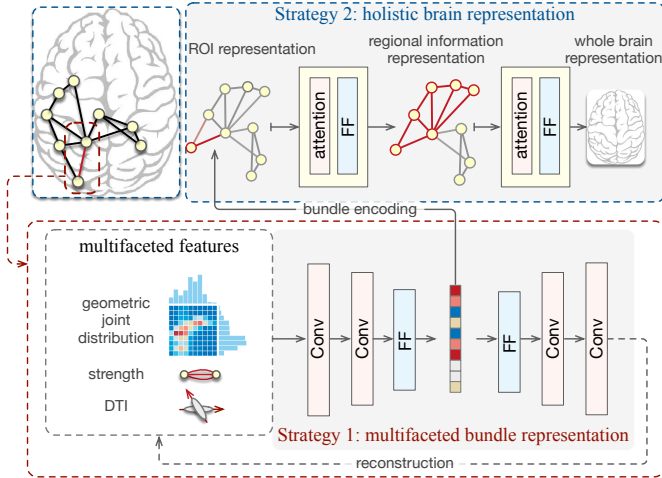 Strategy 2: holistic brain representation
ROI representation
regional information
representation
whole brain
representation
attention
FF
attention
FF
bundle encoding
multifaceted features
geometric
joint
distribution
strength
DTI
Conv
Conv
FF
FF
Conv
Conv
Strategy 1: multifaceted bundle representation
reconstruction